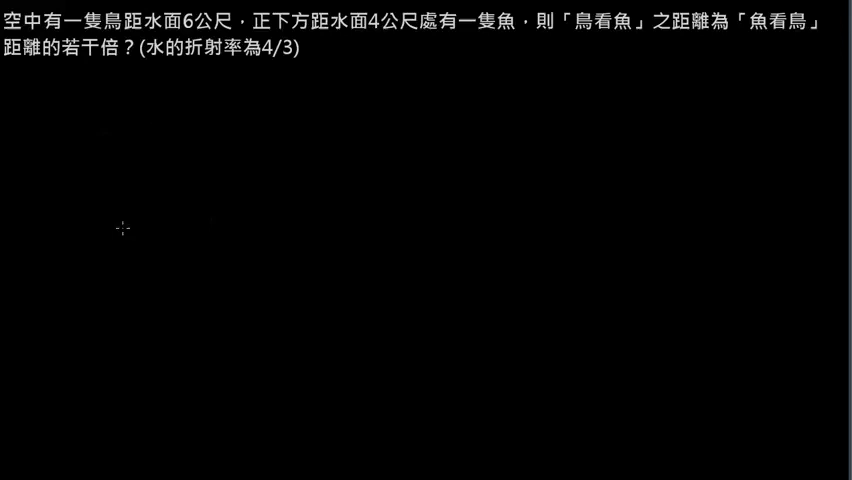 空中有一隻鳥距水面6公尺，正下方距水面4公尺處有一隻魚，則「鳥看魚」之距離為「魚看鳥」
距離的若干倍？(水的折射率為4/3)